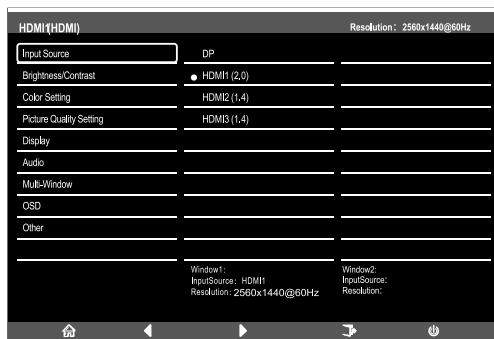 HDMI1(HDMI) Resolution: 2560x1440@60Hz
Input Source DP
Brightness/Contrast HDMI1 (2.0)
Color Setting HDMI2 (1.4)
Picture Quality Setting HDMI3 (1.4)
Display
Audio
Multi-Window
OSD
Other
Window1: Window2:
InputSource: HDMI1 InputSource:
Resolution: 2560x1440@60Hz Resolution: